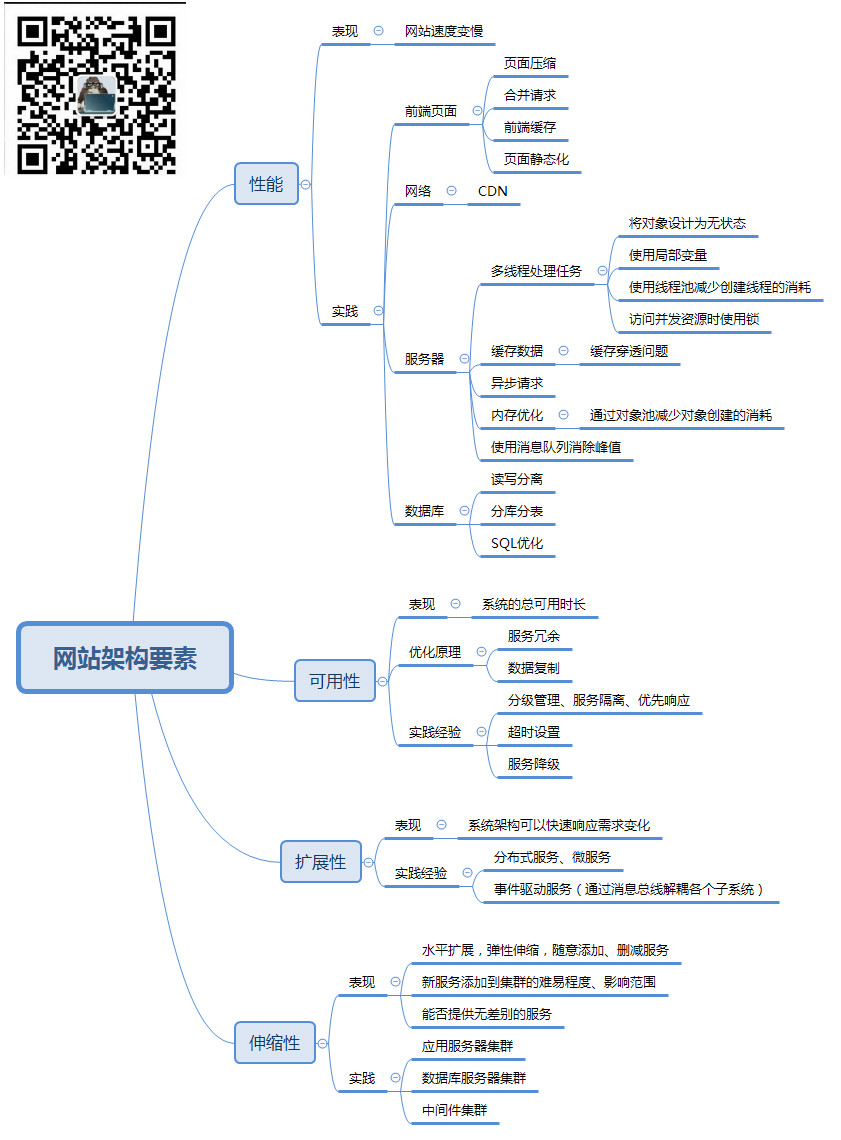 表现
网站速度变慢
页面压缩
前端页面
合并请求
前端缓存
页面静态化
性能
网络
CDN
将对象设计为无状态
多线程处理任务
使用局部变量
使用线程池减少创建线程的消耗
访问并发资源时使用锁
实践
服务器
缓存数据
缓存穿透问题
异步请求
内存优化
通过对象池减少对象创建的消耗
使用消息队列消除峰值
数据库
读写分离
分库分表
SQL优化
网站架构要素
可用性
表现
系统的总可用时长
优化原理
服务冗余
数据复制
实践经验
分级管理、服务隔离、优先响应
超时设置
服务降级
扩展性
表现
系统架构可以快速响应需求变化
实践经验
分布式服务、微服务
事件驱动服务（通过消息总线解耦各个子系统）
伸缩性
表现
水平扩展，弹性伸缩，随意添加、删减服务
新服务添加到集群的难易程度、影响范围
能否提供无差别的服务
实践
应用服务器集群
数据库服务器集群
中间件集群